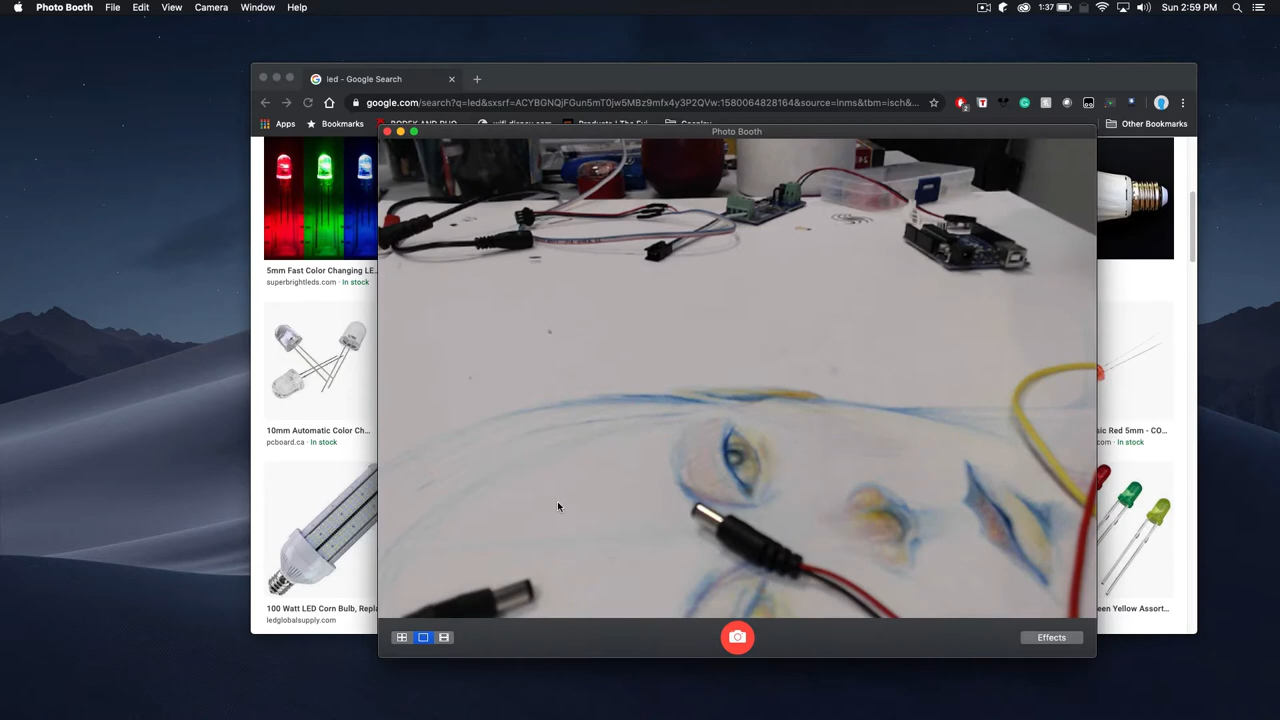 Photo Booth File Edit View Camera Window Help 1:37 Sun 2:59 PM
led - Google Search
google.com/search?q=led&sxsrf=ACYBGNQjFGun5mT0jw5MBz9mfx4y3P2QVw:1580064828164&source=lnms&tbm=isch&...
Apps Bookmarks Other Bookmarks
Photo Booth
5mm Fast Color Changing LE...
superbrightleds.com · In stock
10mm Automatic Color Ch...
pcboard.ca · In stock
sic Red 5mm - CO...
.com · In stock
100 Watt LED Corn Bulb, Repla
ledglobalsupply.com
een Yellow Assort...
Effects